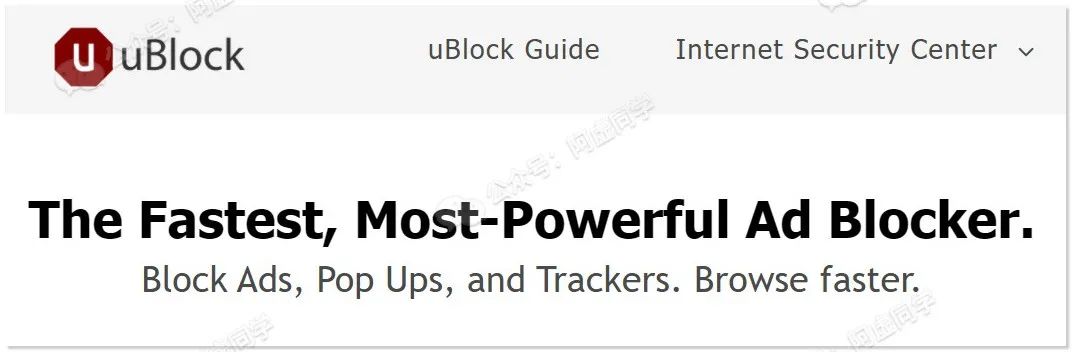 u uBlock
uBlock Guide
Internet Security Center
The Fastest, Most-Powerful Ad Blocker.
Block Ads, Pop Ups, and Trackers. Browse faster.
公众号：阿虚同学